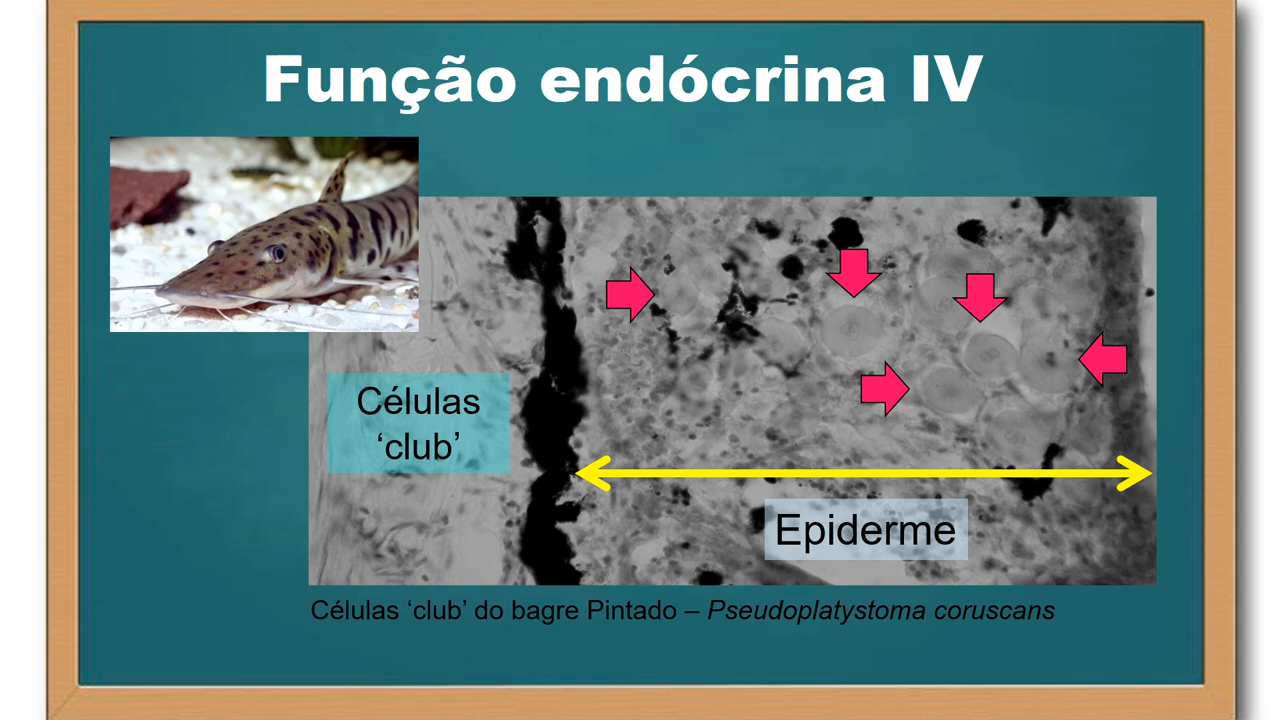 Função endócrina IV
Células
‘club’
Epiderme
Células ‘club’ do bagre Pintado – Pseudoplatystoma coruscans